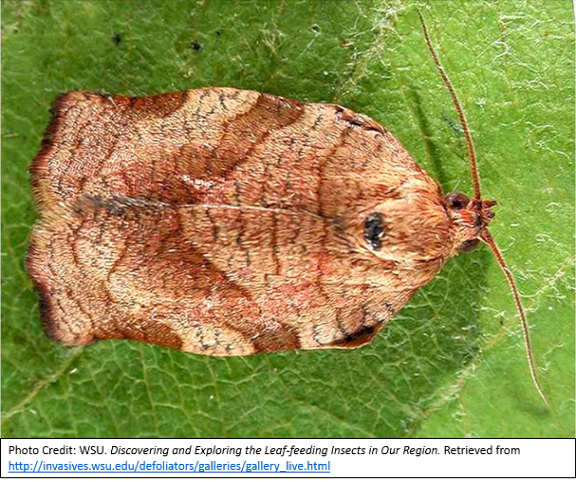 Photo Credit: WSU. Discovering and Exploring the Leaf-feeding Insects in Our Region. Retrieved from
http://invasives.wsu.edu/defoliators/galleries/gallery_live.html